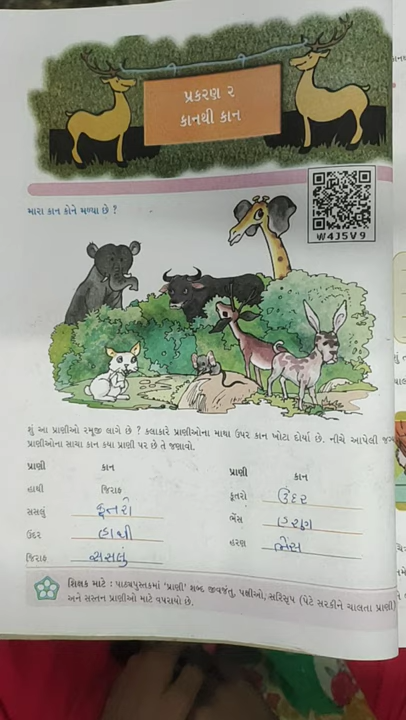 પ્રકરણ ૨
કાનથી કાન
W4J5V9
મારા કાન કોને મળ્યા છે ?
શું આ પ્રાણીઓ રમૂજી લાગે છે ? કલાકારે પ્રાણીઓના માથા ઉપર કાન ખોટા દોર્યા છે. નીચે આપેલી
પ્રાણીઓના સાચા કાન કયા પ્રાણી પર છે તે જણાવો.
પ્રાણી કાન
હાથી જિરાફ
સસલું કૂતરો
ઉંદર હાથી
જિરાફ સસલું
પ્રાણી કાન
કૂતરો ઉંદર
ભેંસ હરણ
હરણ ભેંસ
શિક્ષક માટે : પાઠ્યપુસ્તકમાં 'પ્રાણી' શબ્દ જીવજંતુ, પક્ષીઓ, સરિસૃપ (પેટે સરકીને ચાલતા પ્રાણી)
અને સસ્તન પ્રાણીઓ માટે વપરાયો છે.